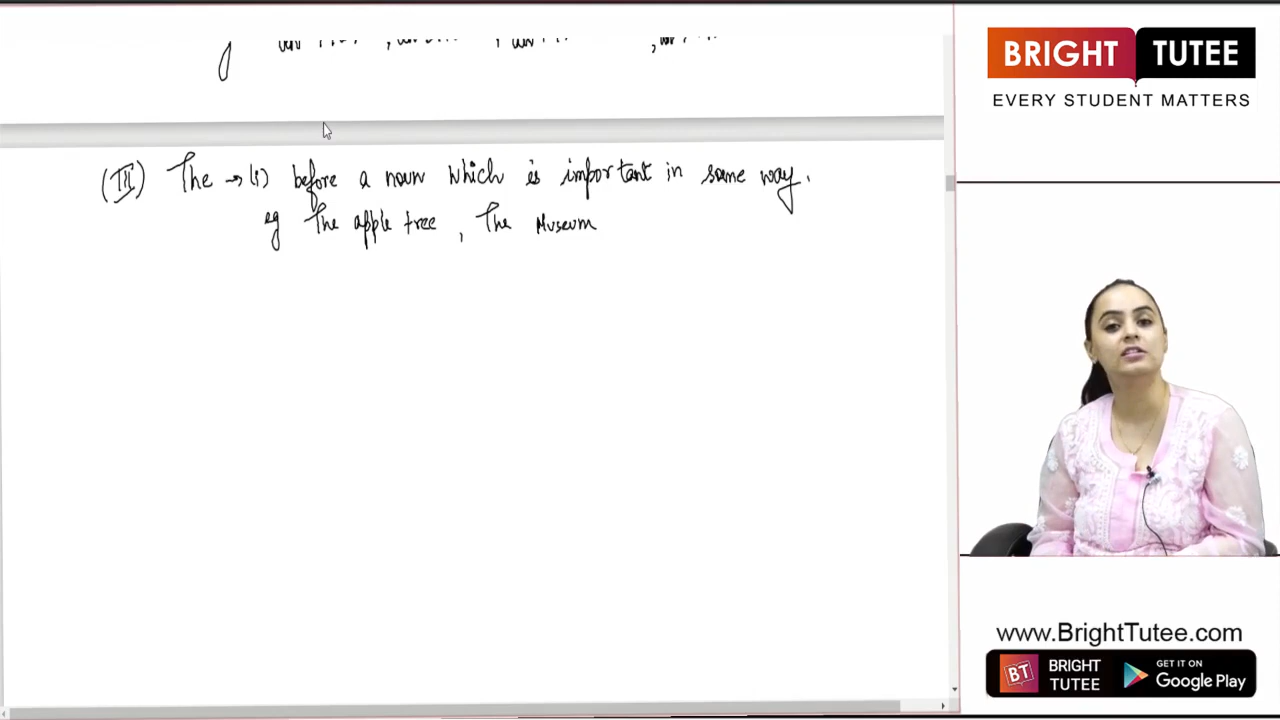 (III) The → (i) before a noun which is important in some way.
eg The apple tree, The Museum
BRIGHT TUTEE
EVERY STUDENT MATTERS
www.BrightTutee.com
BT BRIGHT TUTEE
GET IT ON
Google Play